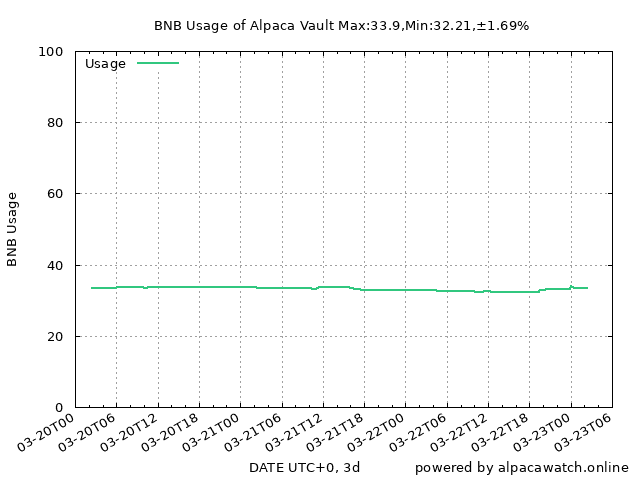 BNB Usage of Alpaca Vault Max:33.9,Min:32.21,±1.69%
100
Usage
80
60
BNB Usage
40
20
0
03-20T00
03-20T06
03-20T12
03-20T18
03-21T00
03-21T06
03-21T12
03-21T18
03-22T00
03-22T06
03-22T12
03-22T18
03-23T00
03-23T06
DATE UTC+0, 3d
powered by alpacawatch.online